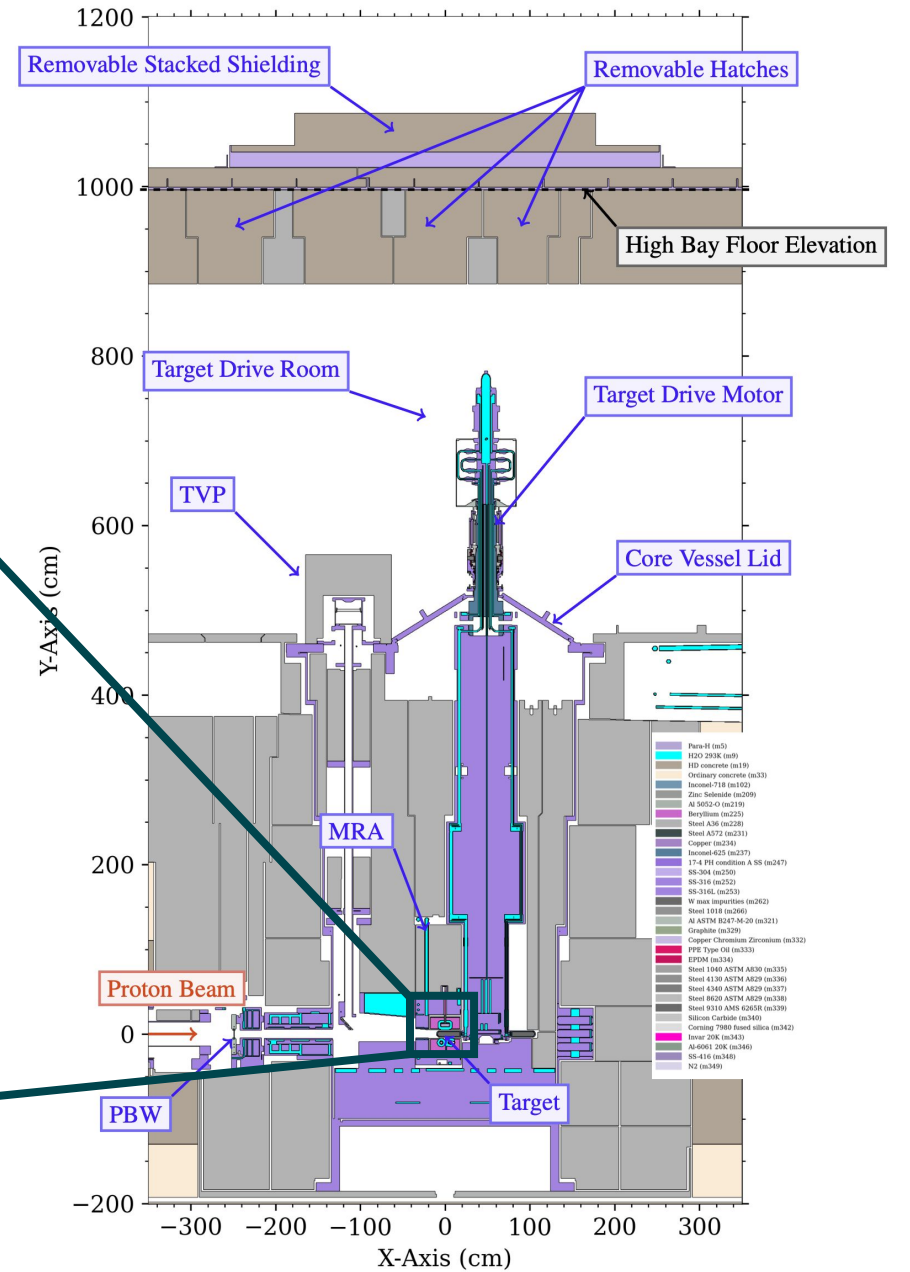 1200
Removable Stacked Shielding
Removable Hatches
1000
High Bay Floor Elevation
800
Target Drive Room
Target Drive Motor
TVP
600
Core Vessel Lid
Y-Axis (cm)
400
Para-H (m5)
H2O 293K (m9)
HD concrete (m19)
Ordinary concrete (m33)
Inconel-718 (m102)
Zinc Selenide (m209)
Al 5052-O (m219)
Beryllium (m225)
Steel A36 (m228)
Steel A572 (m231)
Copper (m234)
Inconel-625 (m237)
17-4 PH condition A SS (m247)
SS-304 (m250)
SS-316 (m252)
SS-316L (m253)
W max impurities (m262)
Steel 1018 (m266)
Al ASTM B247-M-20 (m321)
Graphite (m329)
Copper Chromium Zirconium (m332)
PPE Type Oil (m333)
EPDM (m334)
Steel 1040 ASTM A830 (m335)
Steel 4130 ASTM A829 (m336)
Steel 4340 ASTM A829 (m337)
Steel 8620 ASTM A829 (m338)
Steel 9310 AMS 6265R (m339)
Silicon Carbide (m340)
Corning 7980 fused silica (m342)
Invar 20K (m343)
Al-6061 20K (m346)
SS-416 (m348)
N2 (m349)
MRA
200
Proton Beam
0
PBW
Target
−200
−300 −200 −100 0 100 200 300
X-Axis (cm)